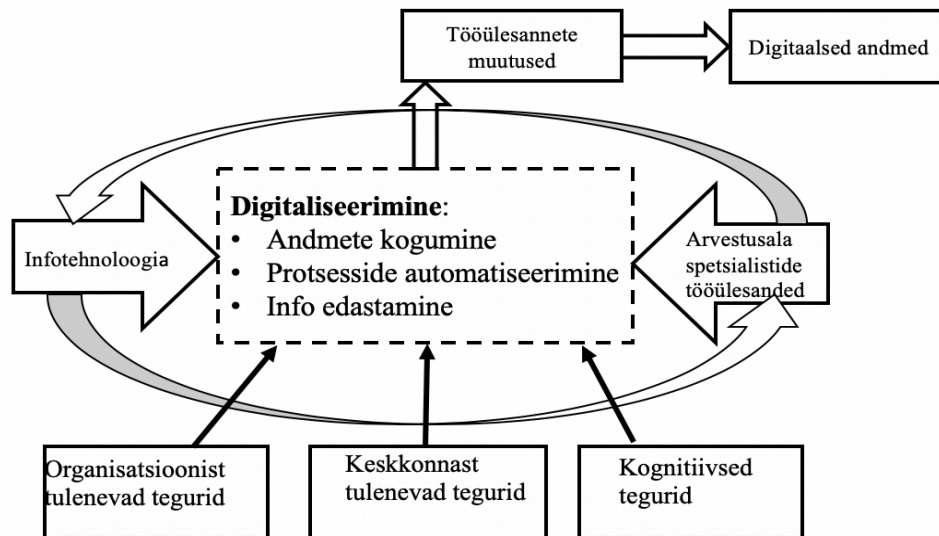 Tööülesannete
muutused
Digitaalsed andmed
Digitaliseerimine:
• Andmete kogumine
• Protsesside automatiseerimine
• Info edastamine
Infotehnoloogia
Arvestusala
spetsialistide
tööülesanded
Organisatsioonist
tulenevad tegurid
Keskkonnast
tulenevad tegurid
Kognitiivsed
tegurid